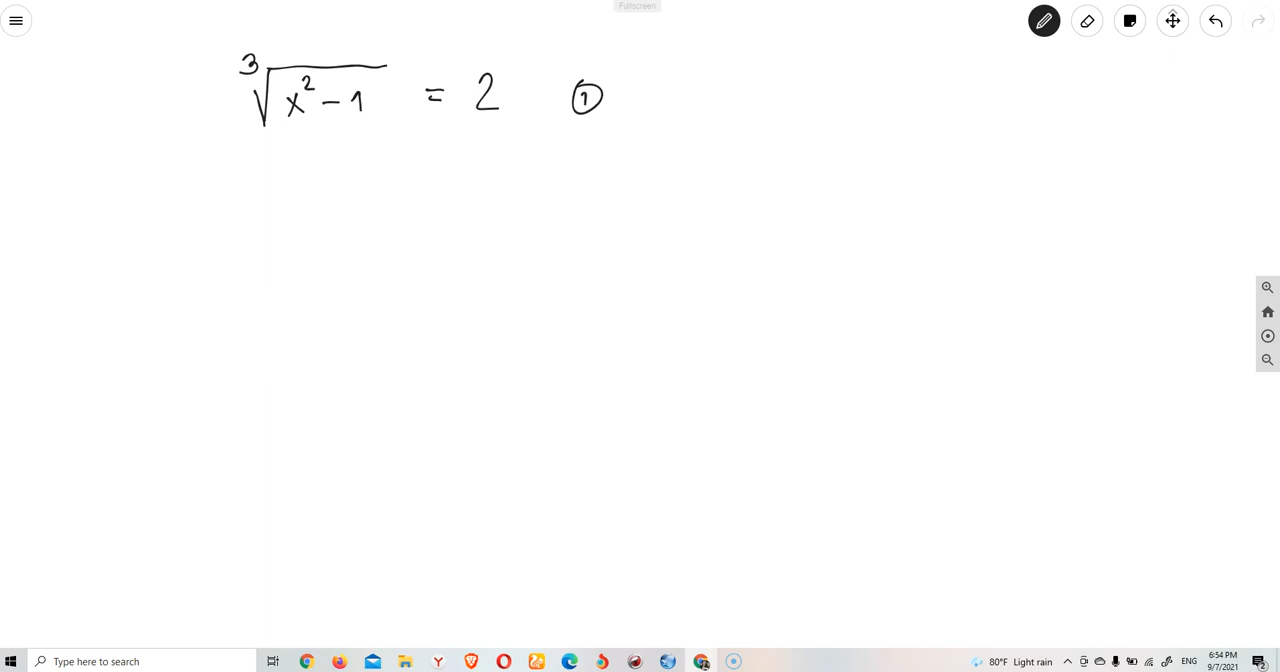 Fullscreen
∛(x² − 1) = 2 ①
Type here to search
80°F Light rain
ENG
6:54 PM
9/7/2021
2